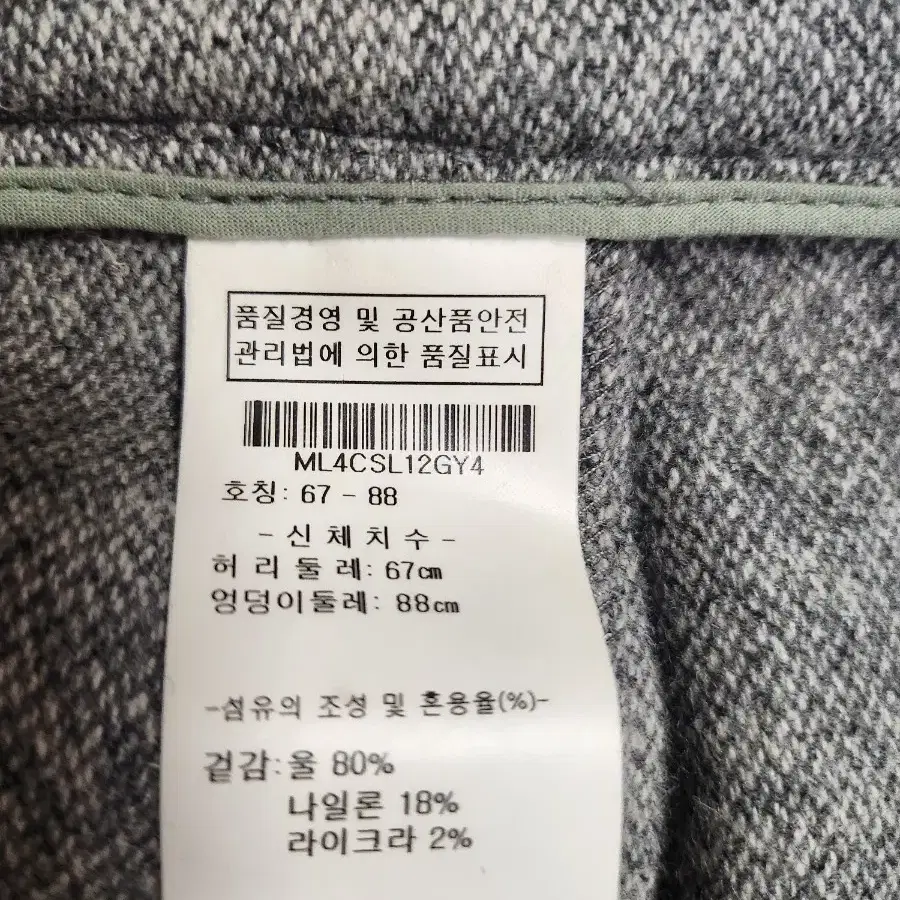 품질경영 및 공산품안전
관리법에 의한 품질표시
ML4CSL12GY4
호칭: 67 - 88
- 신 체 치 수 -
허 리 둘 레: 67㎝
엉덩이둘레: 88㎝
-섬유의 조성 및 혼용율(%)-
겉감:울 80%
나일론 18%
라이크라 2%